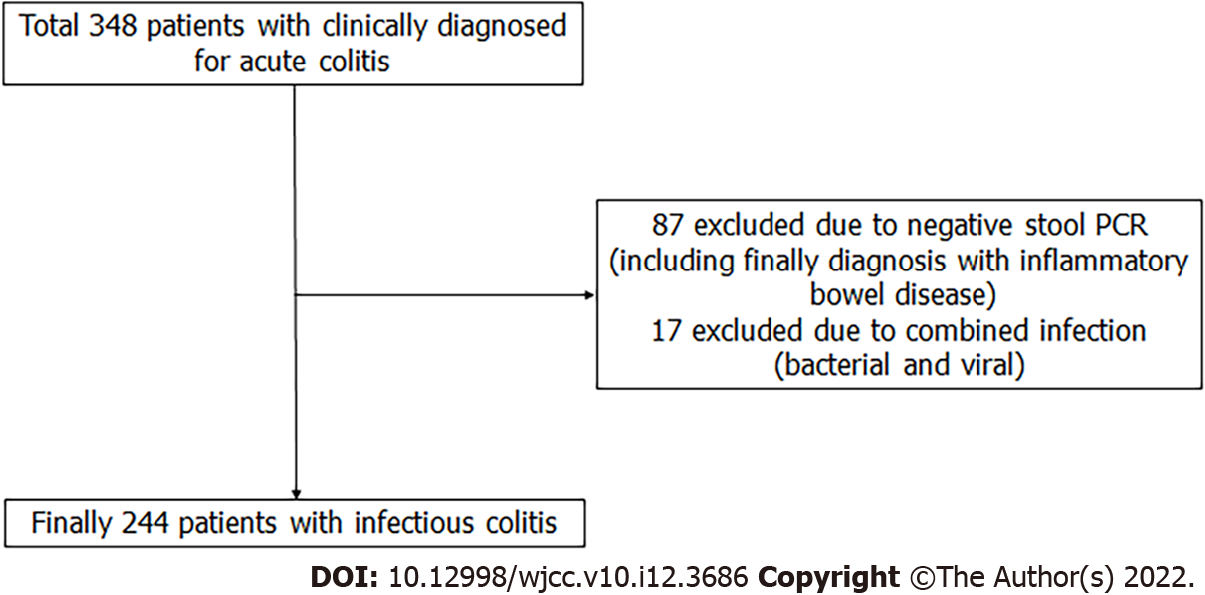 Total 348 patients with clinically diagnosed
for acute colitis
87 excluded due to negative stool PCR
(including finally diagnosis with inflammatory
bowel disease)
17 excluded due to combined infection
(bacterial and viral)
Finally 244 patients with infectious colitis
DOI: 10.12998/wjcc.v10.i12.3686 Copyright ©The Author(s) 2022.